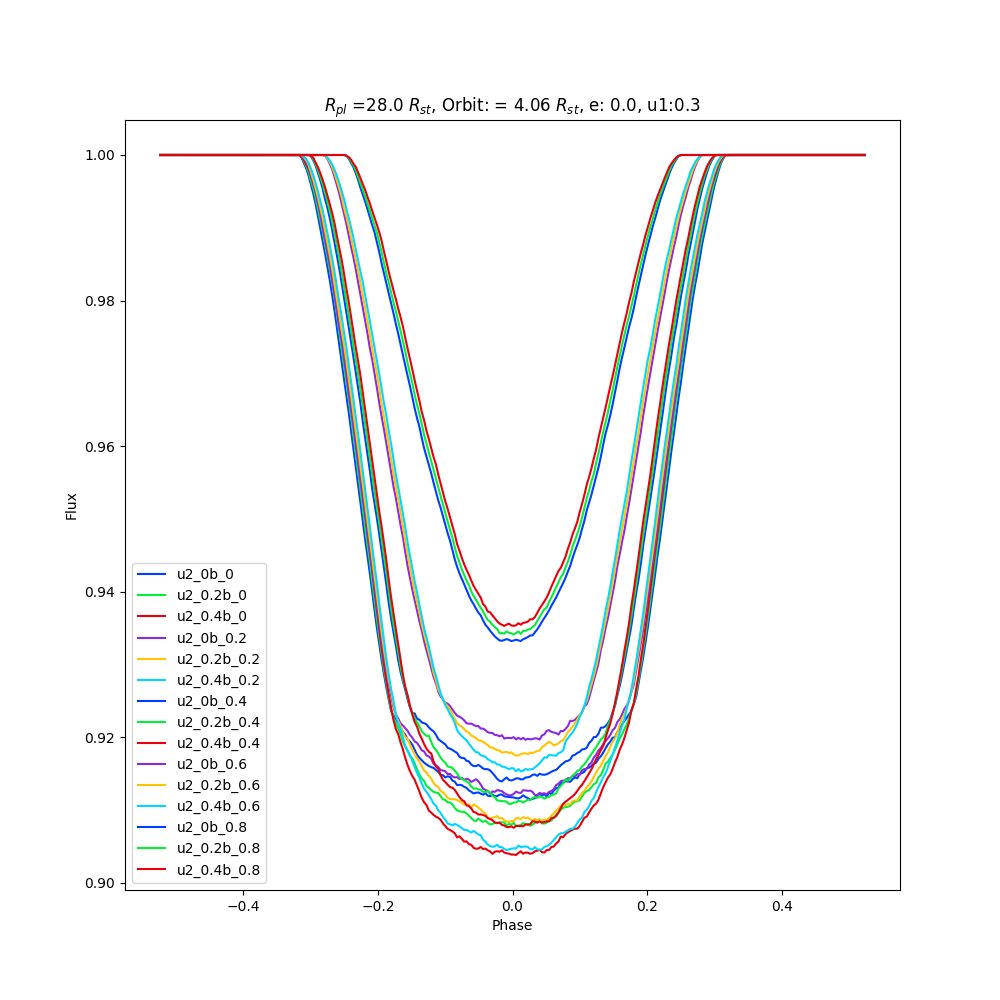 R_pl =28.0 R_st, Orbit: = 4.06 R_st, e: 0.0, u1:0.3
1.00
0.98
0.96
0.94
0.92
0.90
Flux
u2_0b_0
u2_0.2b_0
u2_0.4b_0
u2_0b_0.2
u2_0.2b_0.2
u2_0.4b_0.2
u2_0b_0.4
u2_0.2b_0.4
u2_0.4b_0.4
u2_0b_0.6
u2_0.2b_0.6
u2_0.4b_0.6
u2_0b_0.8
u2_0.2b_0.8
u2_0.4b_0.8
−0.4 −0.2 0.0 0.2 0.4
Phase